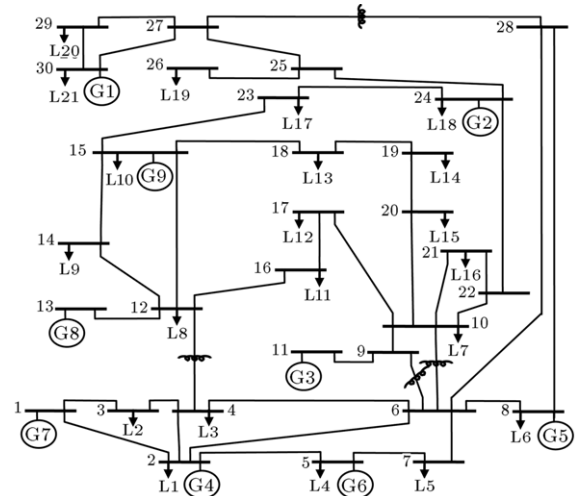 29 27 28
L20
30 G1 26 25
L21 L19
23 24 G2
L17 L18
15 G9 18 19
L10 L13 L14
17 20
L12 L15
14 21
L9 16 L16
L11 22
13 12 10
G8 L8 L7
11 9
G3
1 3 4 6 8
G7 L2 L3 L6 G5
2 5 7
L1 G4 L4 G6 L5